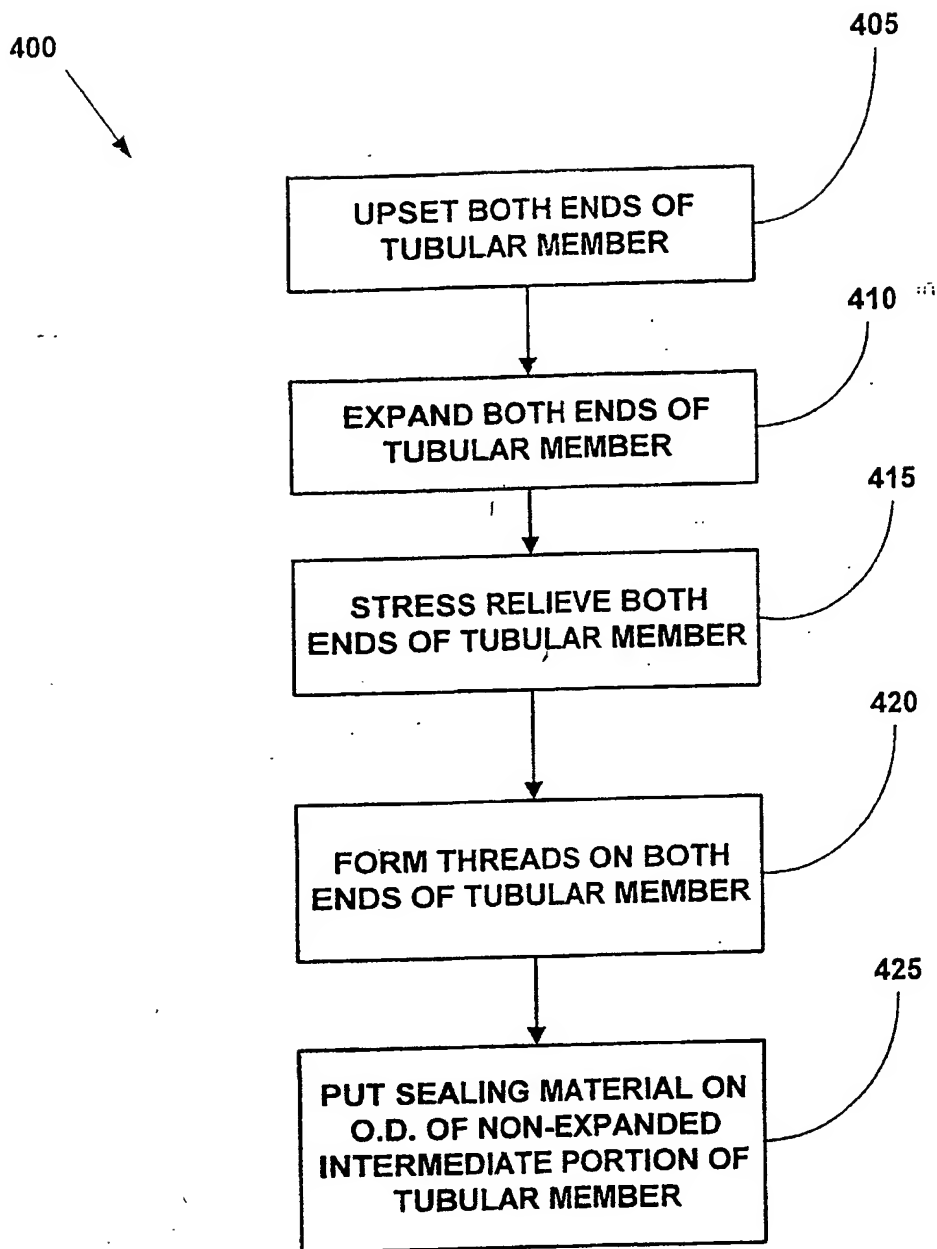 400
405
UPSET BOTH ENDS OF
TUBULAR MEMBER
410
EXPAND BOTH ENDS OF
TUBULAR MEMBER
415
STRESS RELIEVE BOTH
ENDS OF TUBULAR MEMBER
420
FORM THREADS ON BOTH
ENDS OF TUBULAR MEMBER
425
PUT SEALING MATERIAL ON
O.D. OF NON-EXPANDED
INTERMEDIATE PORTION OF
TUBULAR MEMBER